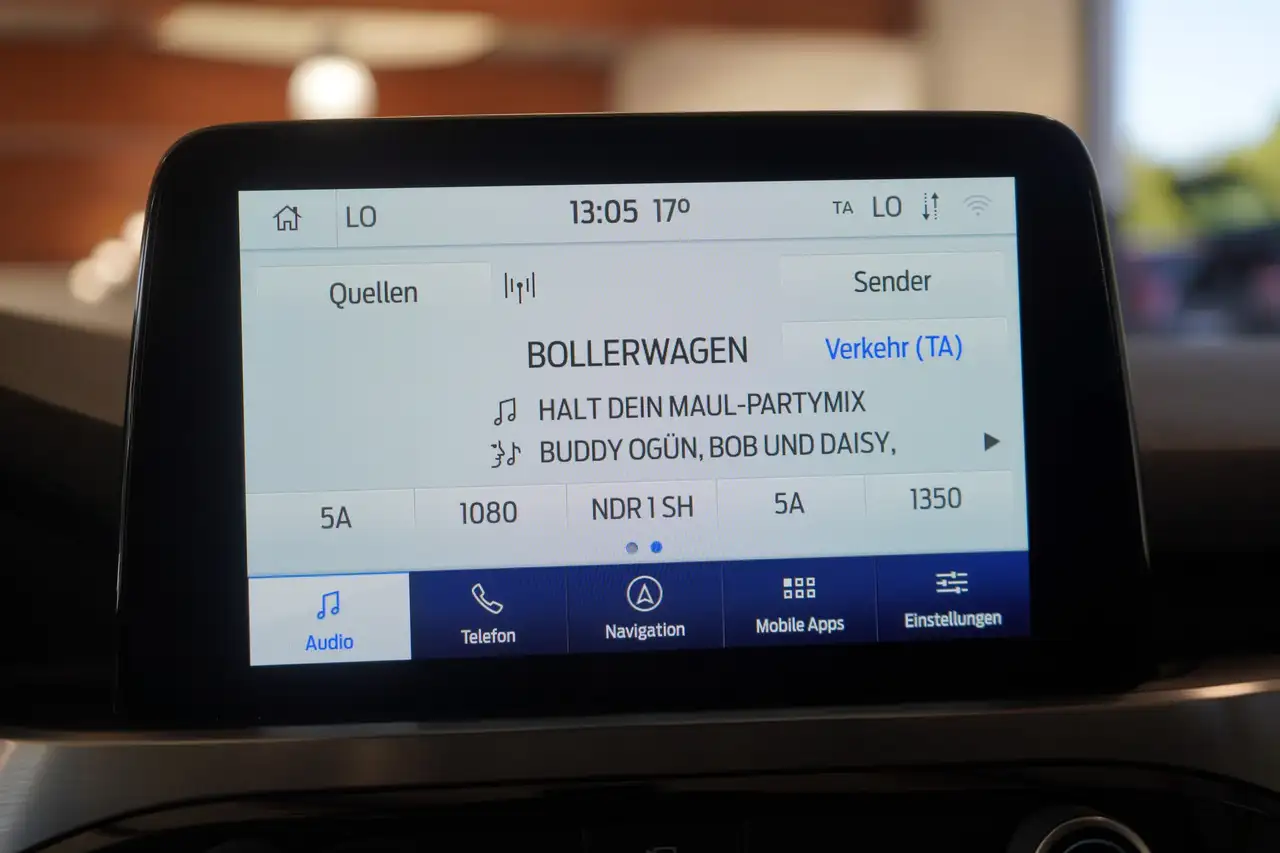 LO 13:05 17º TA LO
Quellen Sender
BOLLERWAGEN Verkehr (TA)
HALT DEIN MAUL-PARTYMIX
BUDDY OGÜN, BOB UND DAISY,
5A 1080 NDR 1 SH 5A 1350
Audio Telefon Navigation Mobile Apps Einstellungen